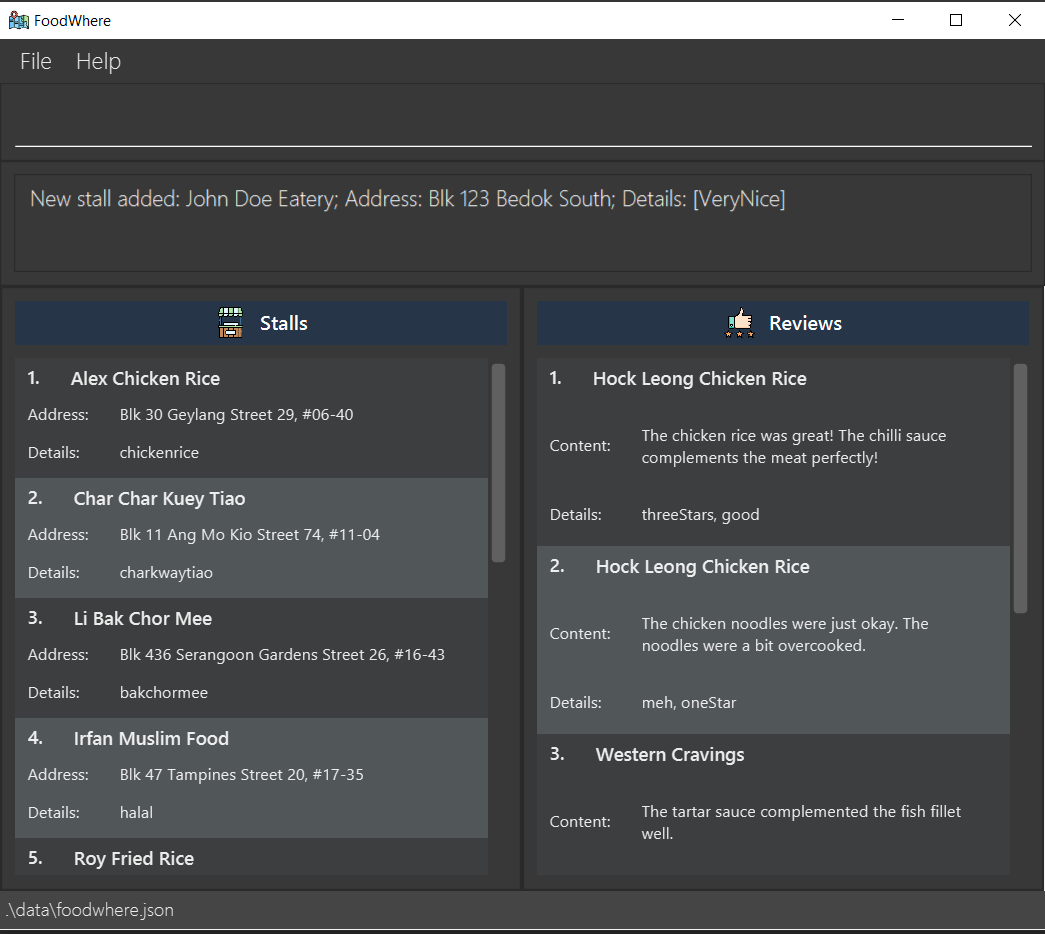 FoodWhere
File Help
New stall added: John Doe Eatery; Address: Blk 123 Bedok South; Details: [VeryNice]
Stalls
1. Alex Chicken Rice
Address: Blk 30 Geylang Street 29, #06-40
Details: chickenrice
2. Char Char Kuey Tiao
Address: Blk 11 Ang Mo Kio Street 74, #11-04
Details: charkwaytiao
3. Li Bak Chor Mee
Address: Blk 436 Serangoon Gardens Street 26, #16-43
Details: bakchormee
4. Irfan Muslim Food
Address: Blk 47 Tampines Street 20, #17-35
Details: halal
5. Roy Fried Rice
Reviews
1. Hock Leong Chicken Rice
Content: The chicken rice was great! The chilli sauce
complements the meat perfectly!
Details: threeStars, good
2. Hock Leong Chicken Rice
Content: The chicken noodles were just okay. The
noodles were a bit overcooked.
Details: meh, oneStar
3. Western Cravings
Content: The tartar sauce complemented the fish fillet
well.
.\data\foodwhere.json